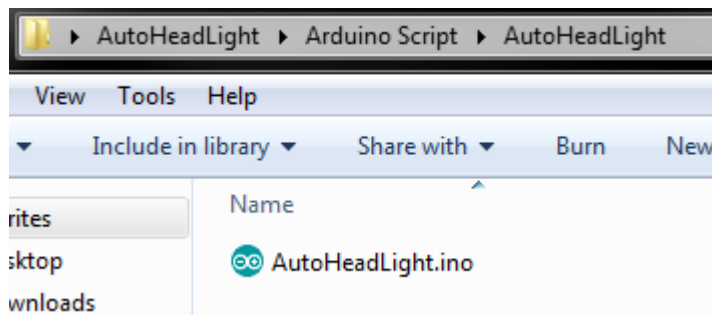 AutoHeadLight Arduino Script AutoHeadLight
View Tools Help
Include in library Share with Burn New
rites
Name
sktop
AutoHeadLight.ino
wnloads